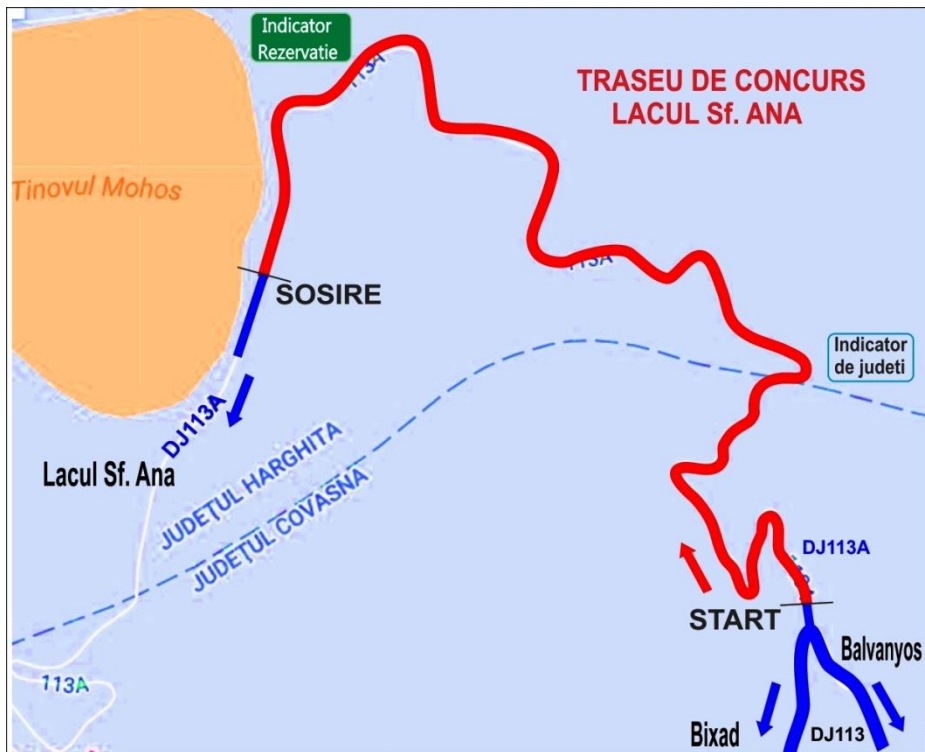 Indicator
Rezervatie
TRASEU DE CONCURS
LACUL Sf. ANA
113A
Tinovul Mohos
113A
SOSIRE
Indicator
de judeti
DJ113A
Lacul Sf. Ana
JUDEȚUL HARGHITA
JUDEȚUL COVASNA
DJ113A
START
Balvanyos
113A
Bixad
DJ113